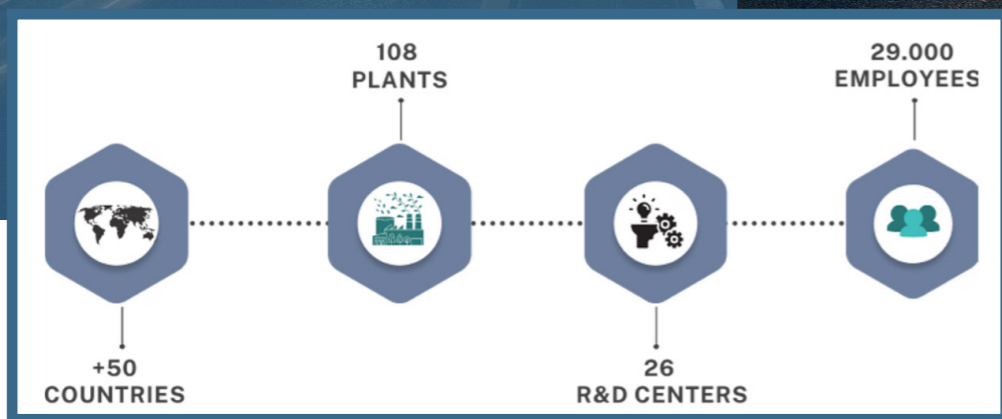 108
PLANTS
29.000
EMPLOYEES
+50
COUNTRIES
26
R&D CENTERS